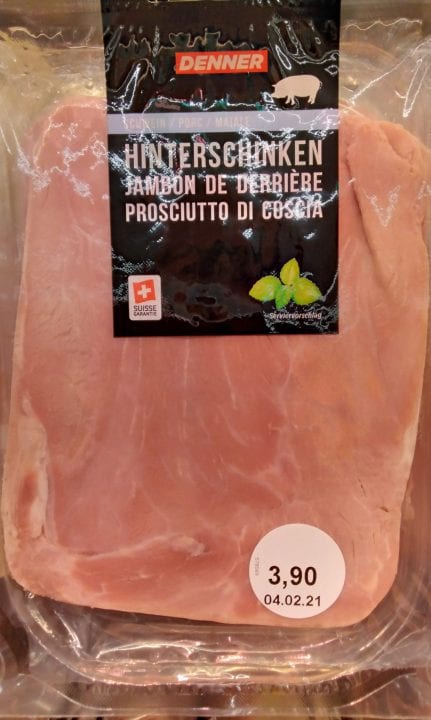 DENNER
SCHWEIN / PORC / MAIALE
HINTERSCHINKEN
JAMBON DE DERRIÈRE
PROSCIUTTO DI COSCIA
SUISSE
GARANTIE
Serviervorschlag
3,90
04.02.21